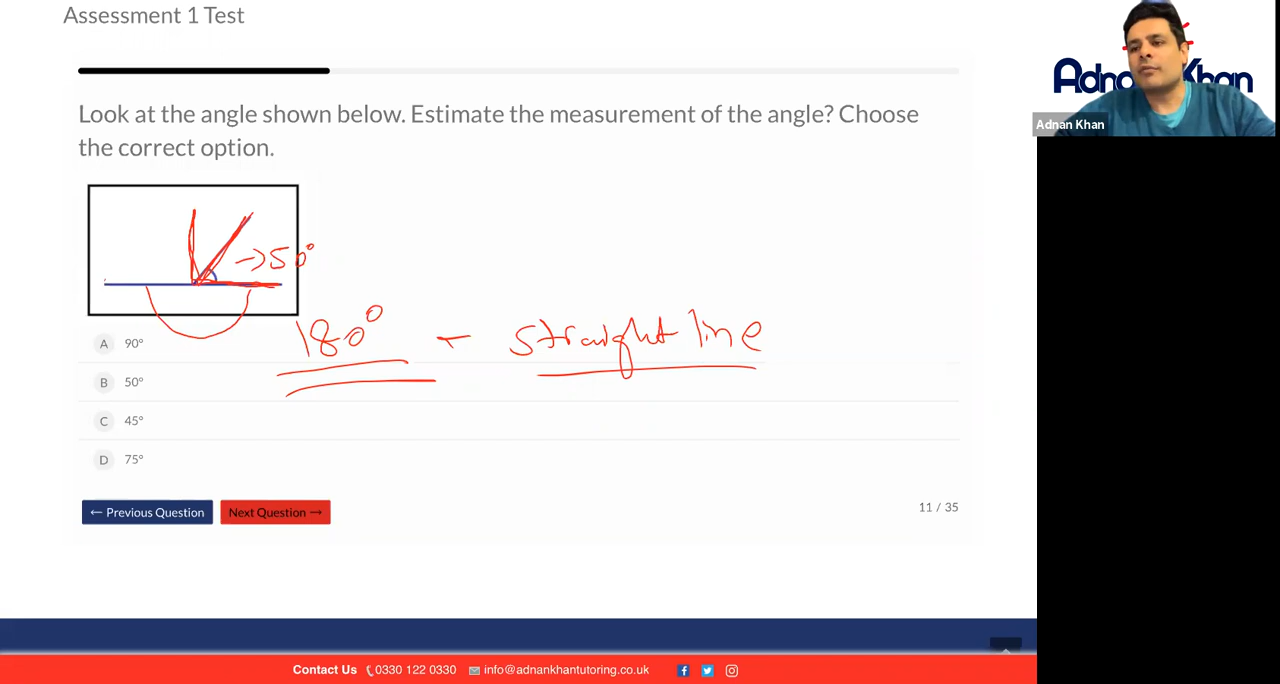 Assessment 1 Test
Adnan Khan
Adnan Khan
Look at the angle shown below. Estimate the measurement of the angle? Choose
the correct option.
→50°
180° - straight line
A 90°
B 50°
C 45°
D 75°
← Previous Question Next Question →
11 / 35
Contact Us 0330 122 0330 info@adnankhantutoring.co.uk